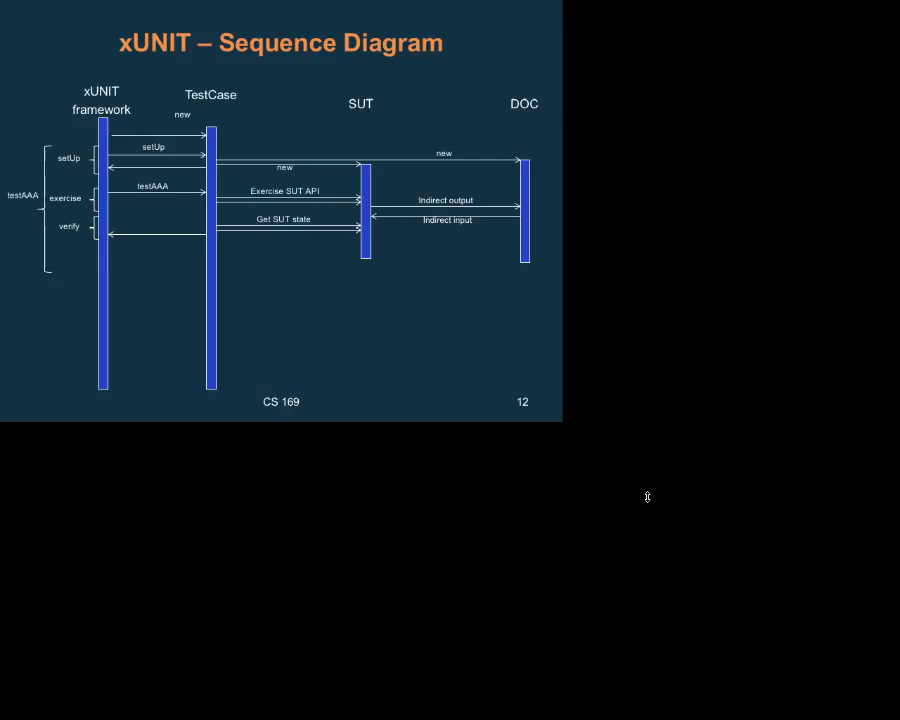 xUNIT – Sequence Diagram
xUNIT
framework
TestCase
SUT
DOC
new
setUp
new
setUp
new
testAAA
testAAA
exercise
Exercise SUT API
Indirect output
Get SUT state
Indirect input
verify
CS 169
12